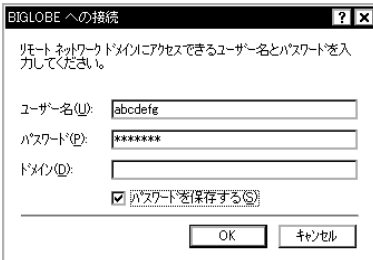 BIGLOBE への接続
リモート ネットワーク ドメインにアクセスできるユーザー名とパスワードを入
力してください。
ユーザー名(U): abcdefg
パスワード(P): *******
ドメイン(D):
パスワードを保存する(S)
OK キャンセル